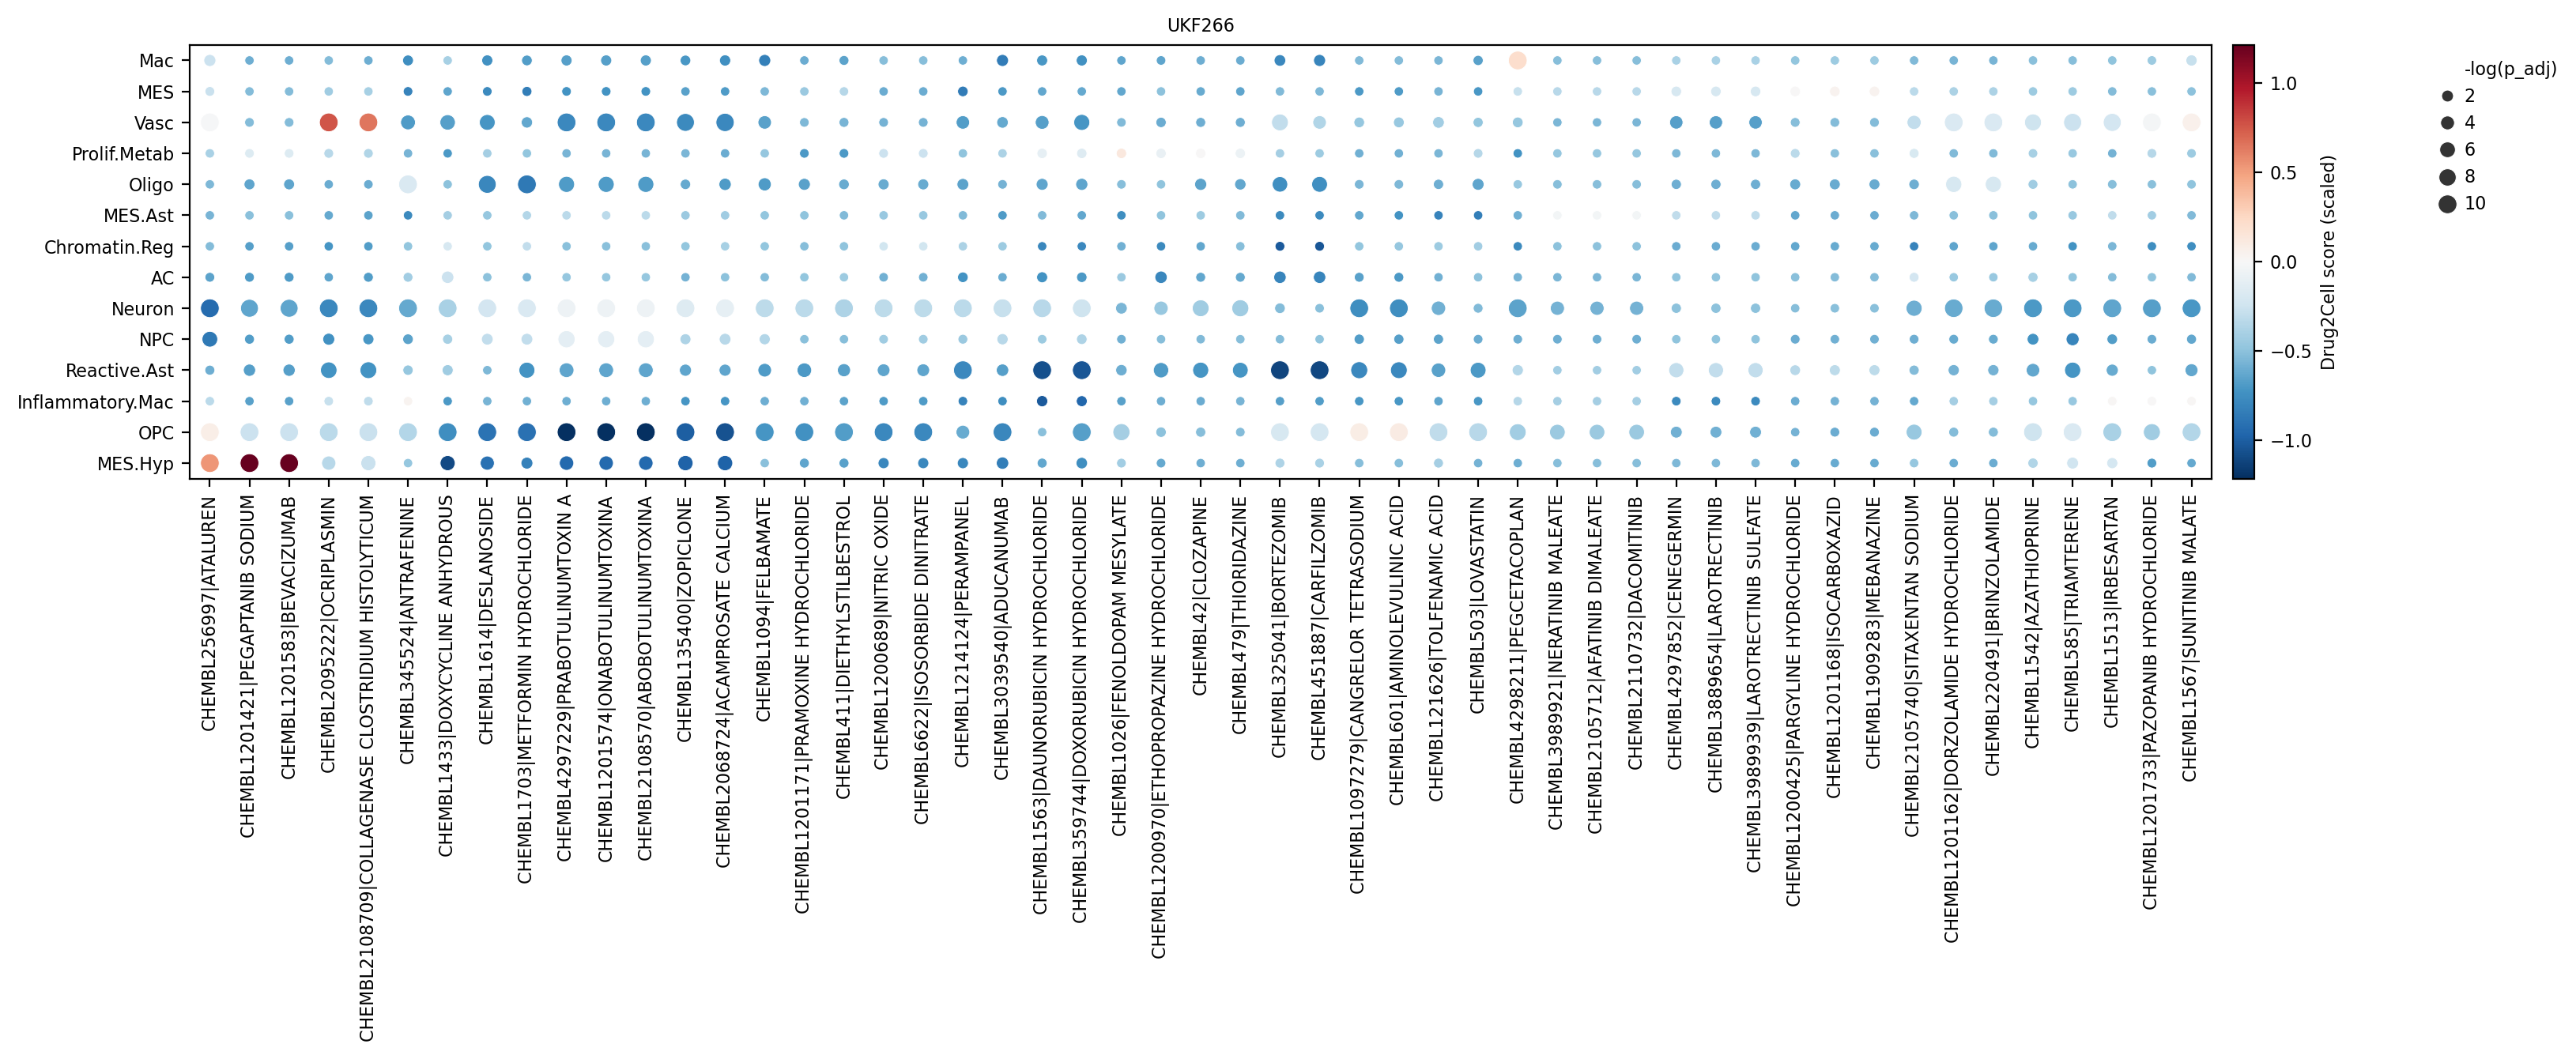 UKF266
Mac
MES
Vasc
Prolif.Metab
Oligo
MES.Ast
Chromatin.Reg
AC
Neuron
NPC
Reactive.Ast
Inflammatory.Mac
OPC
MES.Hyp
CHEMBL256997|ATALUREN
CHEMBL1201421|PEGAPTANIB SODIUM
CHEMBL1201583|BEVACIZUMAB
CHEMBL2095222|OCRIPLASMIN
CHEMBL2108709|COLLAGENASE CLOSTRIDIUM HISTOLYTICUM
CHEMBL345524|ANTRAFENINE
CHEMBL1433|DOXYCYCLINE ANHYDROUS
CHEMBL1614|DESLANOSIDE
CHEMBL1703|METFORMIN HYDROCHLORIDE
CHEMBL4297229|PRABOTULINUMTOXIN A
CHEMBL1201574|ONABOTULINUMTOXINA
CHEMBL2108570|ABOBOTULINUMTOXINA
CHEMBL135400|ZOPICLONE
CHEMBL2068724|ACAMPROSATE CALCIUM
CHEMBL1094|FELBAMATE
CHEMBL1201171|PRAMOXINE HYDROCHLORIDE
CHEMBL411|DIETHYLSTILBESTROL
CHEMBL1200689|NITRIC OXIDE
CHEMBL6622|ISOSORBIDE DINITRATE
CHEMBL1214124|PERAMPANEL
CHEMBL3039540|ADUCANUMAB
CHEMBL1563|DAUNORUBICIN HYDROCHLORIDE
CHEMBL359744|DOXORUBICIN HYDROCHLORIDE
CHEMBL1026|FENOLDOPAM MESYLATE
CHEMBL1200970|ETHOPROPAZINE HYDROCHLORIDE
CHEMBL42|CLOZAPINE
CHEMBL479|THIORIDAZINE
CHEMBL325041|BORTEZOMIB
CHEMBL451887|CARFILZOMIB
CHEMBL1097279|CANGRELOR TETRASODIUM
CHEMBL601|AMINOLEVULINIC ACID
CHEMBL121626|TOLFENAMIC ACID
CHEMBL503|LOVASTATIN
CHEMBL4298211|PEGCETACOPLAN
CHEMBL3989921|NERATINIB MALEATE
CHEMBL2105712|AFATINIB DIMALEATE
CHEMBL2110732|DACOMITINIB
CHEMBL4297852|CENEGERMIN
CHEMBL3889654|LAROTRECTINIB
CHEMBL3989939|LAROTRECTINIB SULFATE
CHEMBL1200425|PARGYLINE HYDROCHLORIDE
CHEMBL1201168|ISOCARBOXAZID
CHEMBL1909283|MEBANAZINE
CHEMBL2105740|SITAXENTAN SODIUM
CHEMBL1201162|DORZOLAMIDE HYDROCHLORIDE
CHEMBL220491|BRINZOLAMIDE
CHEMBL1542|AZATHIOPRINE
CHEMBL585|TRIAMTERENE
CHEMBL1513|IRBESARTAN
CHEMBL1201733|PAZOPANIB HYDROCHLORIDE
CHEMBL1567|SUNITINIB MALATE
1.0
0.5
0.0
−0.5
−1.0
Drug2Cell score (scaled)
-log(p_adj)
2
4
6
8
10